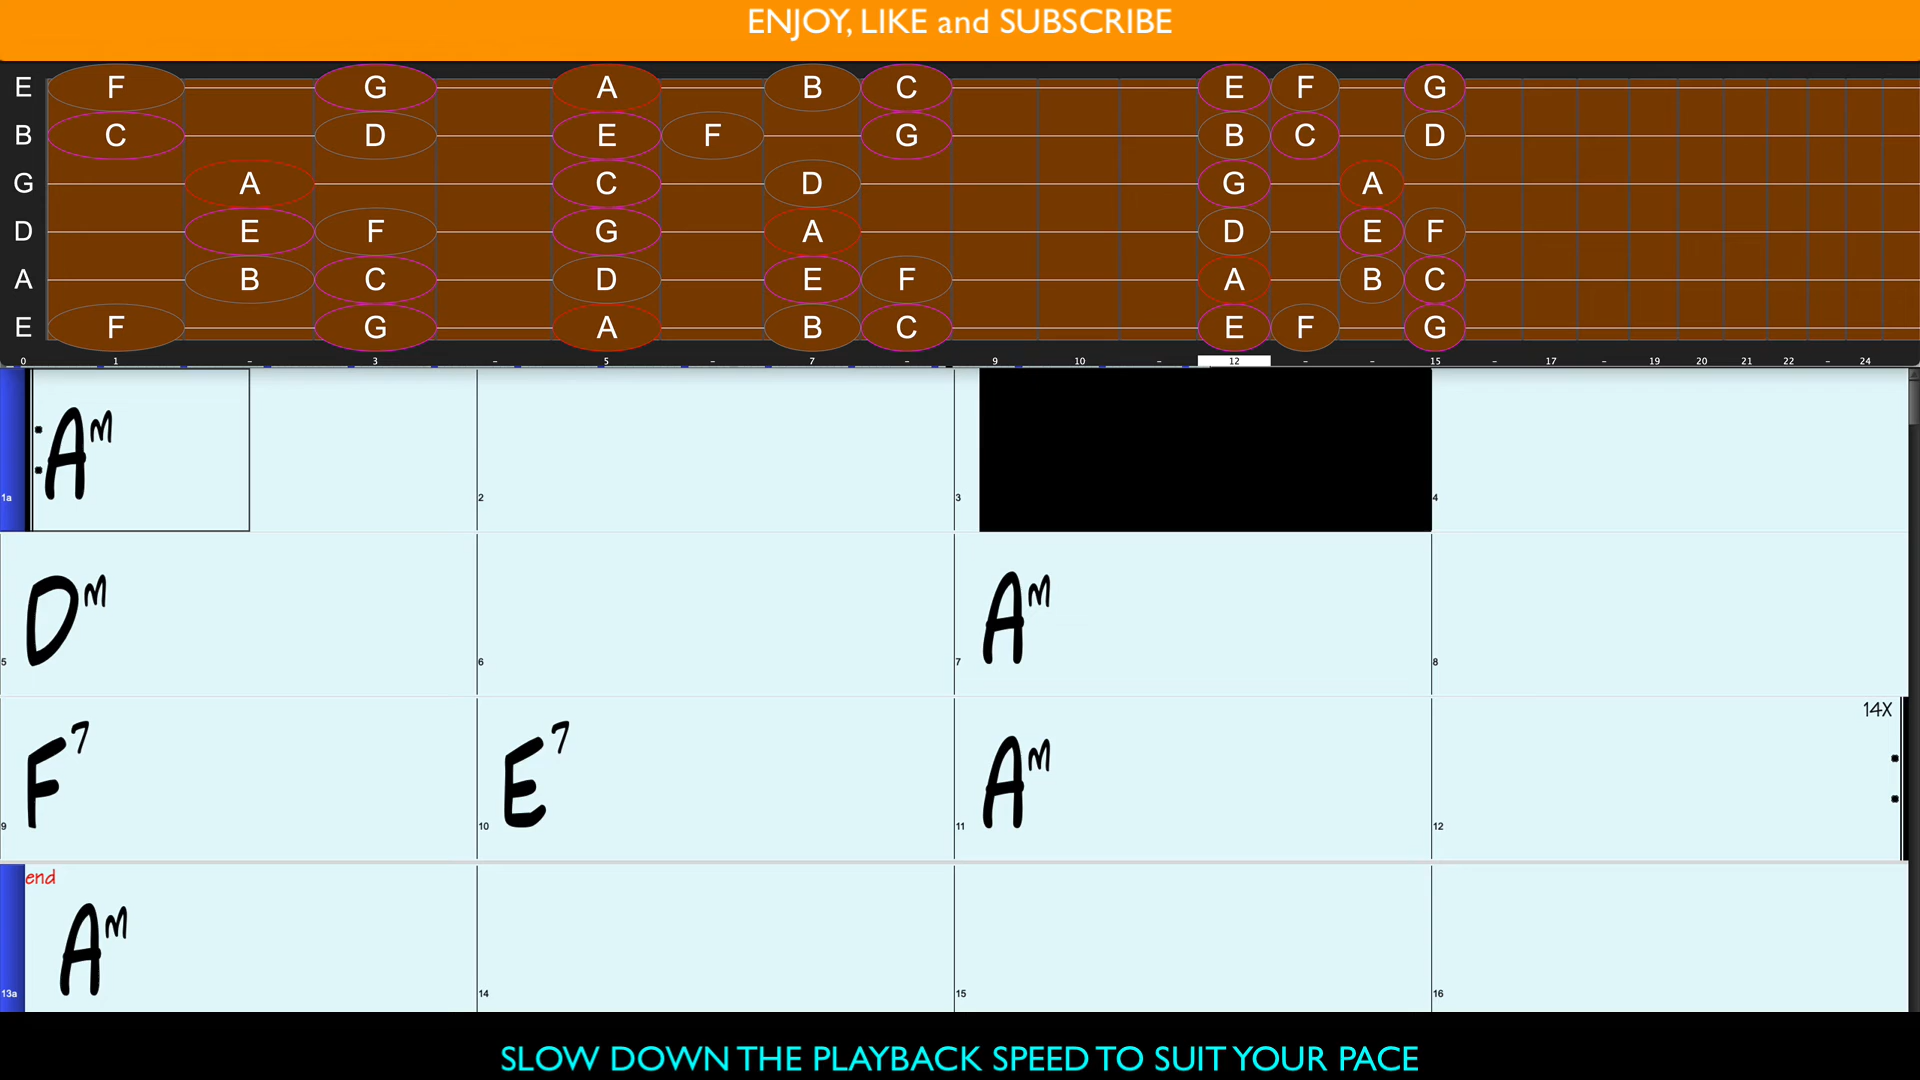 ENJOY, LIKE and SUBSCRIBE
E F G A B C E F G
B C D E F G B C D
G A C D G A
D E F G A D E F
A B C D E F A B C
E F G A B C E F G
0 1 – 3 – 5 – 7 – 9 10 – 12 – – 15 – 17 – 19 20 21 22 – 24
Am
1a 2 3 4
Dm Am
5 6 7 8
14X
F7 E7 Am
9 10 11 12
end
Am
13a 14 15 16
SLOW DOWN THE PLAYBACK SPEED TO SUIT YOUR PACE